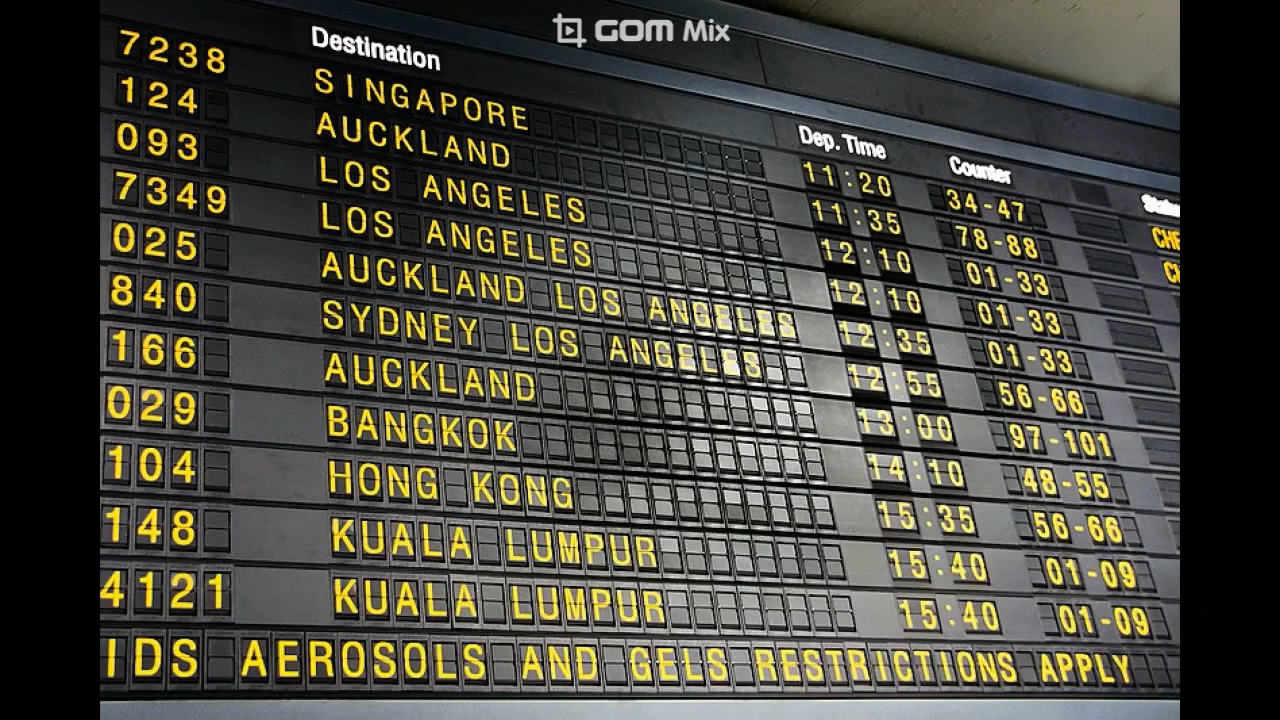 GOM Mix
Destination Dep. Time Counter
7238 SINGAPORE 11:20 34-47 CHE
124 AUCKLAND 11:35 78-88
093 LOS ANGELES 12:10 01-33
7349 LOS ANGELES 12:10 01-33
025 AUCKLAND LOS ANGELES 12:35 01-33
840 SYDNEY LOS ANGELES 12:55 56-66
166 AUCKLAND 13:00 97-101
029 BANGKOK 14:10 48-55
104 HONG KONG 15:35 56-66
148 KUALA LUMPUR 15:40 01-09
4121 KUALA LUMPUR 15:40 01-09
IDS AEROSOLS AND GELS RESTRICTIONS APPLY